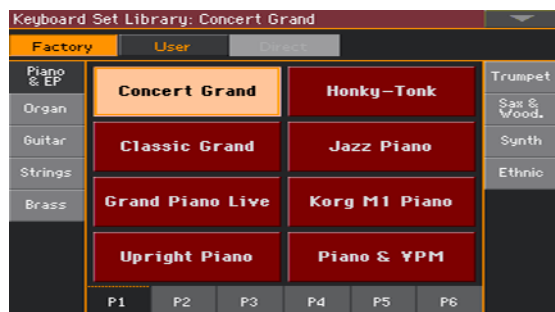 Keyboard Set Library: Concert Grand
Factory User Direct
Piano
& EP
Organ
Guitar
Strings
Brass
Concert Grand
Honky-Tonk
Classic Grand
Jazz Piano
Grand Piano Live
Korg M1 Piano
Upright Piano
Piano & VPM
Trumpet
Sax &
Wood.
Synth
Ethnic
P1 P2 P3 P4 P5 P6